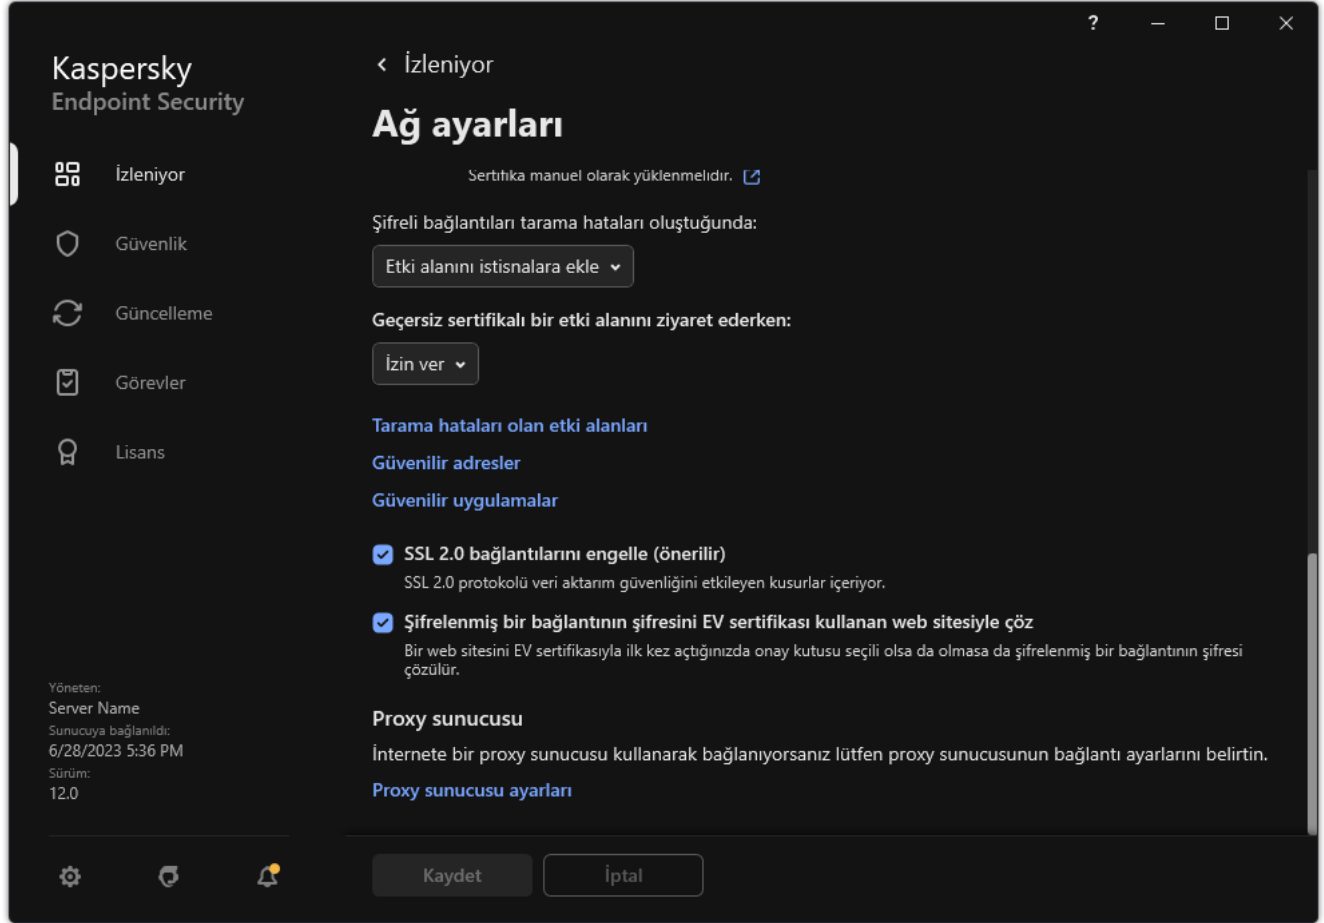 ?
Kaspersky
Endpoint Security
İzleniyor
Güvenlik
Güncelleme
Görevler
Lisans
Yöneten:
Server Name
Sunucuya bağlanıldı:
6/28/2023 5:36 PM
Sürüm:
12.0
İzleniyor
Ağ ayarları
Sertifika manuel olarak yüklenmelidir.
Şifreli bağlantıları tarama hataları oluştuğunda:
Etki alanını istisnalara ekle
Geçersiz sertifikalı bir etki alanını ziyaret ederken:
İzin ver
Tarama hataları olan etki alanları
Güvenilir adresler
Güvenilir uygulamalar
SSL 2.0 bağlantılarını engelle (önerilir)
SSL 2.0 protokolü veri aktarım güvenliğini etkileyen kusurlar içeriyor.
Şifrelenmiş bir bağlantının şifresini EV sertifikası kullanan web sitesiyle çöz
Bir web sitesini EV sertifikasıyla ilk kez açtığınızda onay kutusu seçili olsa da olmasa da şifrelenmiş bir bağlantının şifresi
çözülür.
Proxy sunucusu
İnternete bir proxy sunucusu kullanarak bağlanıyorsanız lütfen proxy sunucusunun bağlantı ayarlarını belirtin.
Proxy sunucusu ayarları
Kaydet
İptal